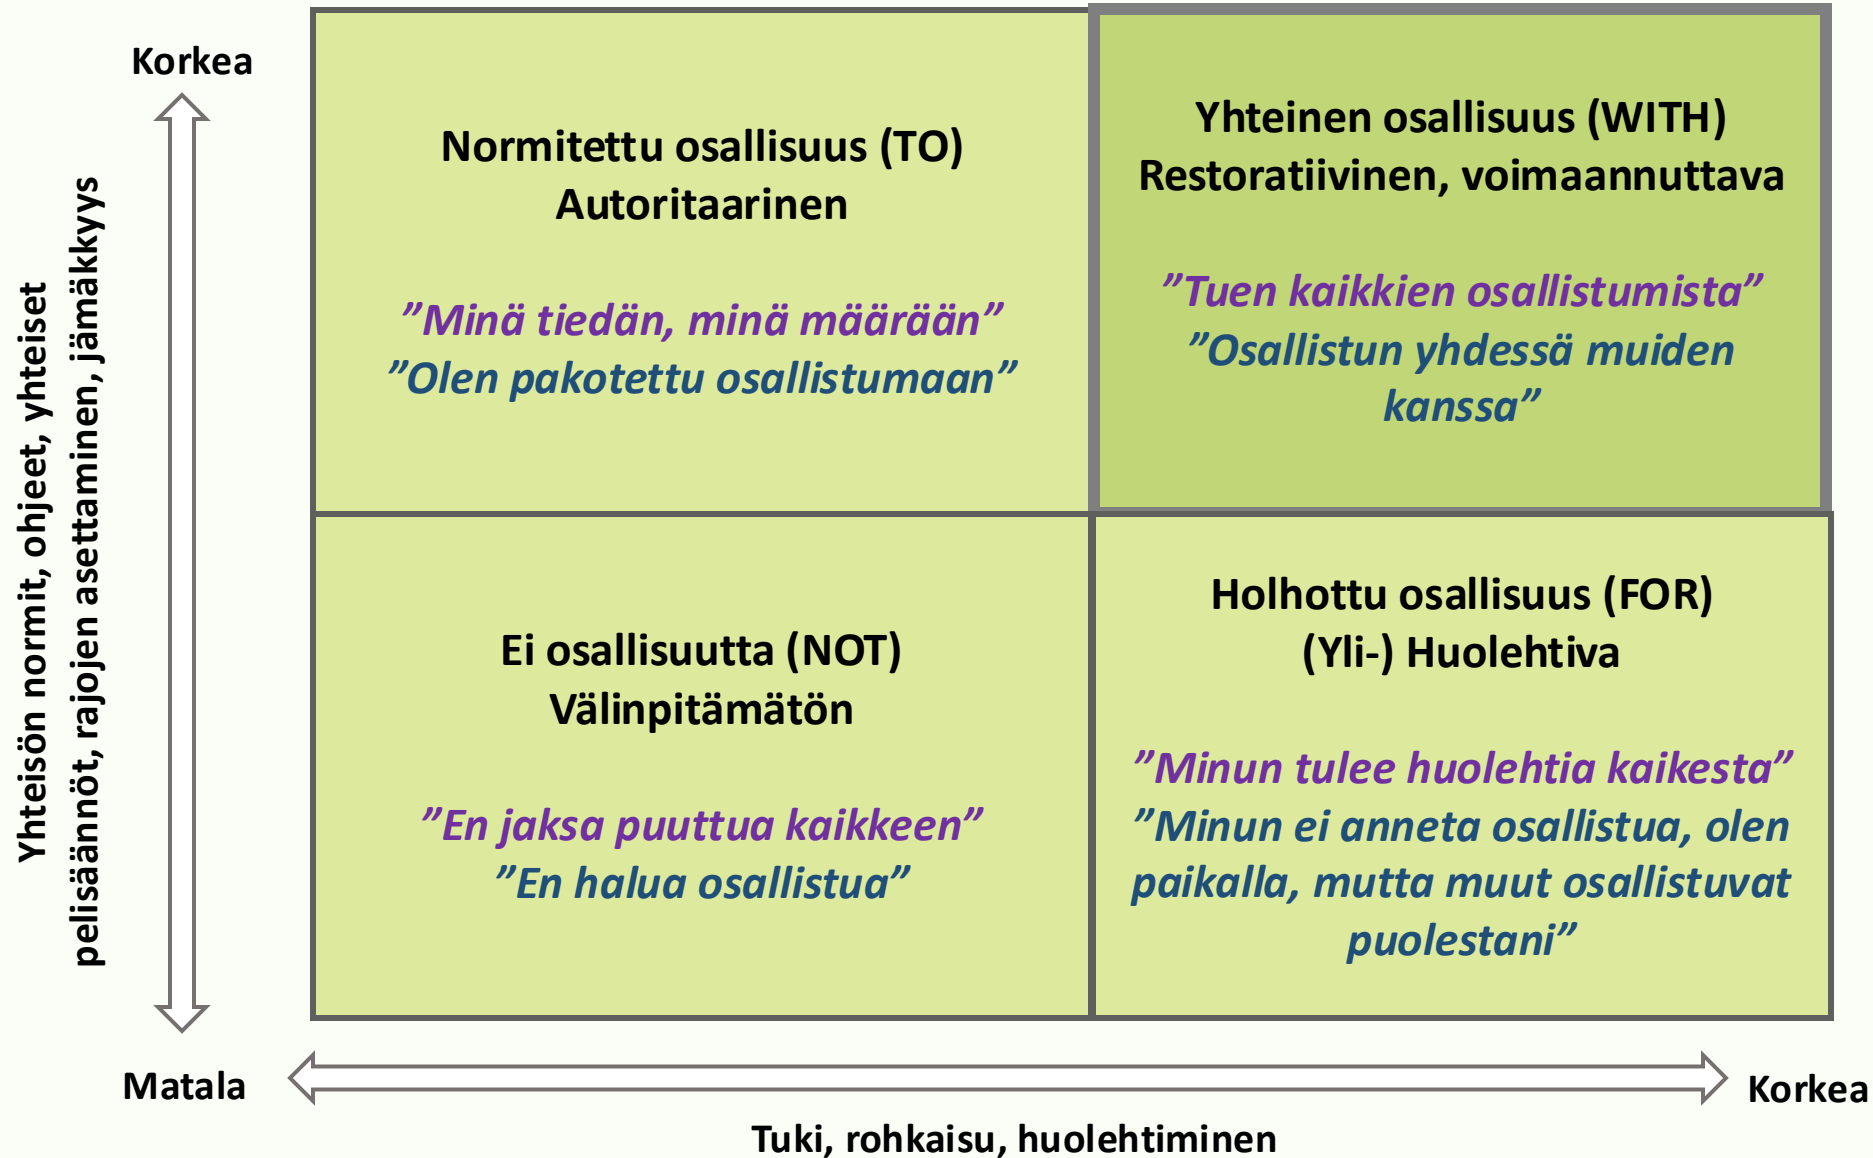 Korkea
Yhteisön normit, ohjeet, yhteiset
pelisäännöt, rajojen asettaminen, jämäkkyys
Normitettu osallisuus (TO)
Autoritaarinen
”Minä tiedän, minä määrään”
”Olen pakotettu osallistumaan”
Yhteinen osallisuus (WITH)
Restoratiivinen, voimaannuttava
”Tuen kaikkien osallistumista”
”Osallistun yhdessä muiden
kanssa”
Ei osallisuutta (NOT)
Välinpitämätön
”En jaksa puuttua kaikkeen”
”En halua osallistua”
Holhottu osallisuus (FOR)
(Yli-) Huolehtiva
”Minun tulee huolehtia kaikesta”
”Minun ei anneta osallistua, olen
paikalla, mutta muut osallistuvat
puolestani”
Matala
Korkea
Tuki, rohkaisu, huolehtiminen